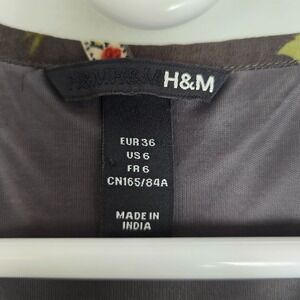 H&M H&M H&M
EUR 36
US 6
FR 6
CN165/84A
MADE IN
INDIA